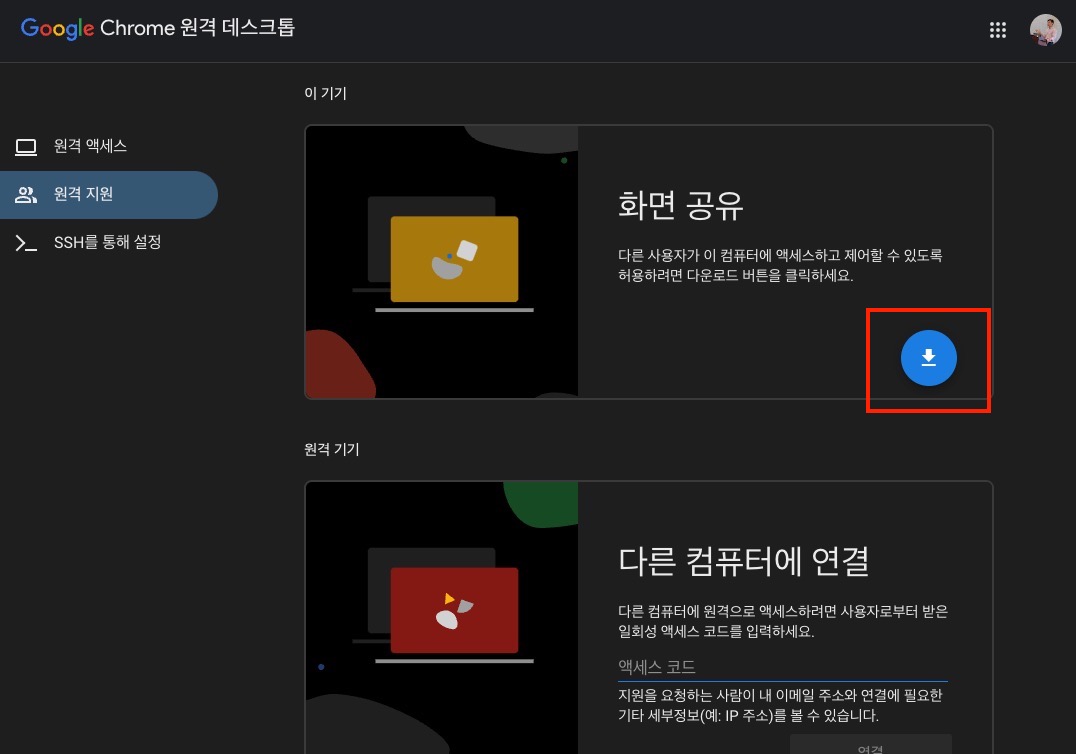 Google Chrome 원격 데스크톱
이 기기
원격 액세스
원격 지원
SSH를 통해 설정
화면 공유
다른 사용자가 이 컴퓨터에 액세스하고 제어할 수 있도록
허용하려면 다운로드 버튼을 클릭하세요.
원격 기기
다른 컴퓨터에 연결
다른 컴퓨터에 원격으로 액세스하려면 사용자로부터 받은
일회성 액세스 코드를 입력하세요.
액세스 코드
지원을 요청하는 사람이 내 이메일 주소와 연결에 필요한
기타 세부정보(예: IP 주소)를 볼 수 있습니다.
연결